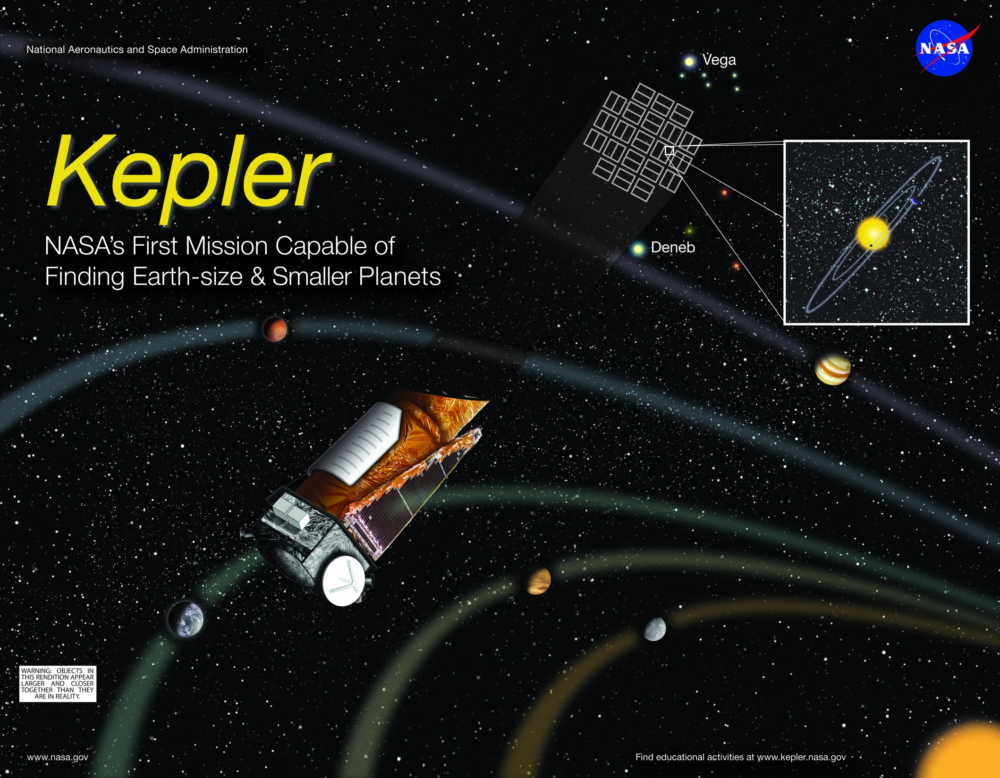 National Aeronautics and Space Administration
NASA
Vega
Kepler
NASA’s First Mission Capable of
Finding Earth-size & Smaller Planets
Deneb
WARNING: OBJECTS IN
THIS RENDITION APPEAR
LARGER AND CLOSER
TOGETHER THAN THEY
ARE IN REALITY.
www.nasa.gov
Find educational activities at www.kepler.nasa.gov